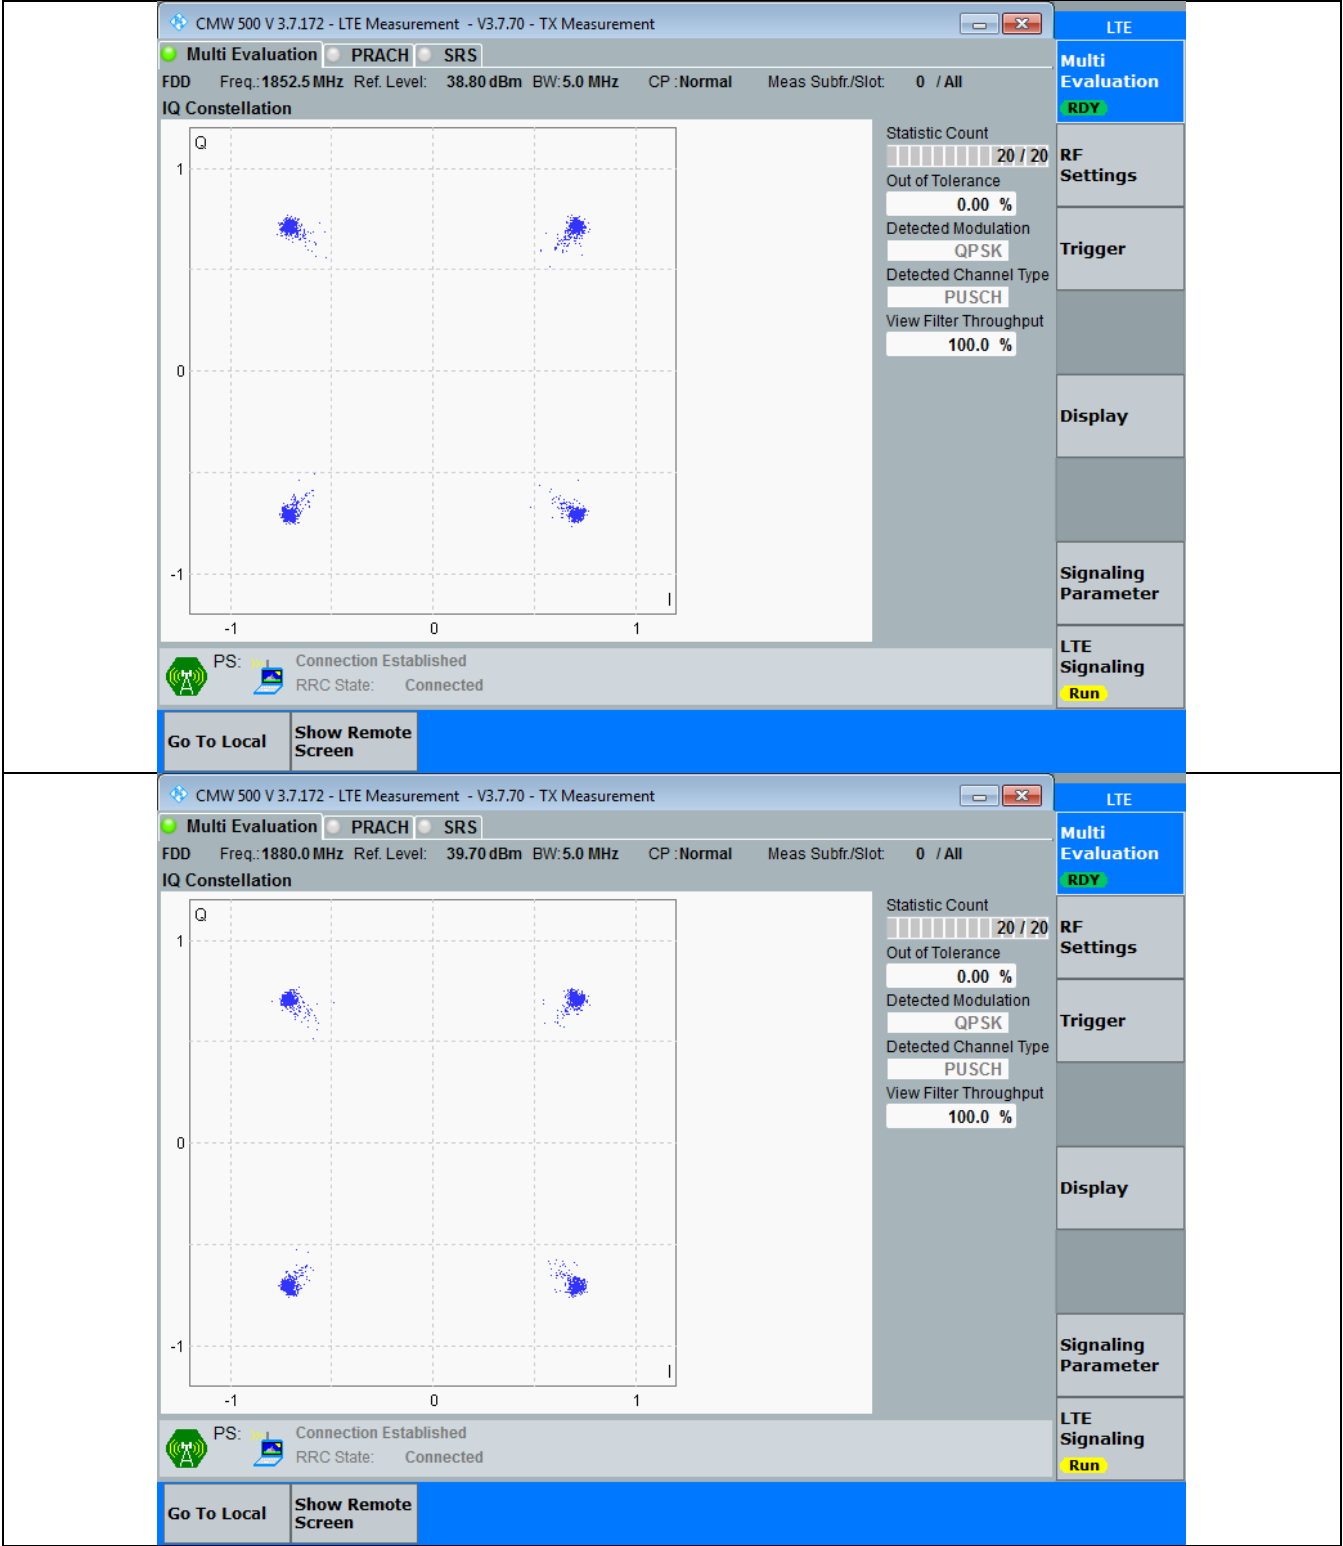 CMW 500 V 3.7.172 - LTE Measurement - V3.7.70 - TX Measurement
LTE
Multi Evaluation PRACH SRS
Multi
Evaluation
RDY
FDD Freq.: 1852.5 MHz Ref. Level: 38.80 dBm BW: 5.0 MHz CP : Normal Meas Subfr./Slot: 0 / All
IQ Constellation
Q
1
0
-1
-1 0 1
I
Statistic Count
20 / 20
Out of Tolerance
0.00 %
Detected Modulation
QPSK
Detected Channel Type
PUSCH
View Filter Throughput
100.0 %
RF
Settings
Trigger
Display
Signaling
Parameter
LTE
Signaling
Run
PS: Connection Established
RRC State: Connected
Go To Local
Show Remote
Screen
CMW 500 V 3.7.172 - LTE Measurement - V3.7.70 - TX Measurement
LTE
Multi Evaluation PRACH SRS
Multi
Evaluation
RDY
FDD Freq.: 1880.0 MHz Ref. Level: 39.70 dBm BW: 5.0 MHz CP : Normal Meas Subfr./Slot: 0 / All
IQ Constellation
Q
1
0
-1
-1 0 1
I
Statistic Count
20 / 20
Out of Tolerance
0.00 %
Detected Modulation
QPSK
Detected Channel Type
PUSCH
View Filter Throughput
100.0 %
RF
Settings
Trigger
Display
Signaling
Parameter
LTE
Signaling
Run
PS: Connection Established
RRC State: Connected
Go To Local
Show Remote
Screen